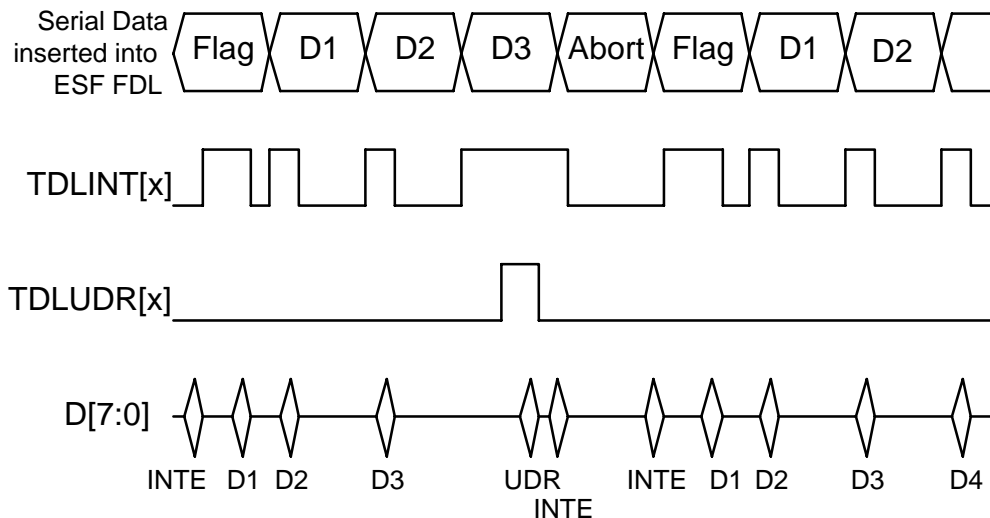 Serial Data
inserted into
ESF FDL
Flag D1 D2 D3 Abort Flag D1 D2
TDLINT[x]
TDLUDR[x]
D[7:0]
INTE D1 D2 D3 UDR INTE D1 D2 D3 D4
INTE